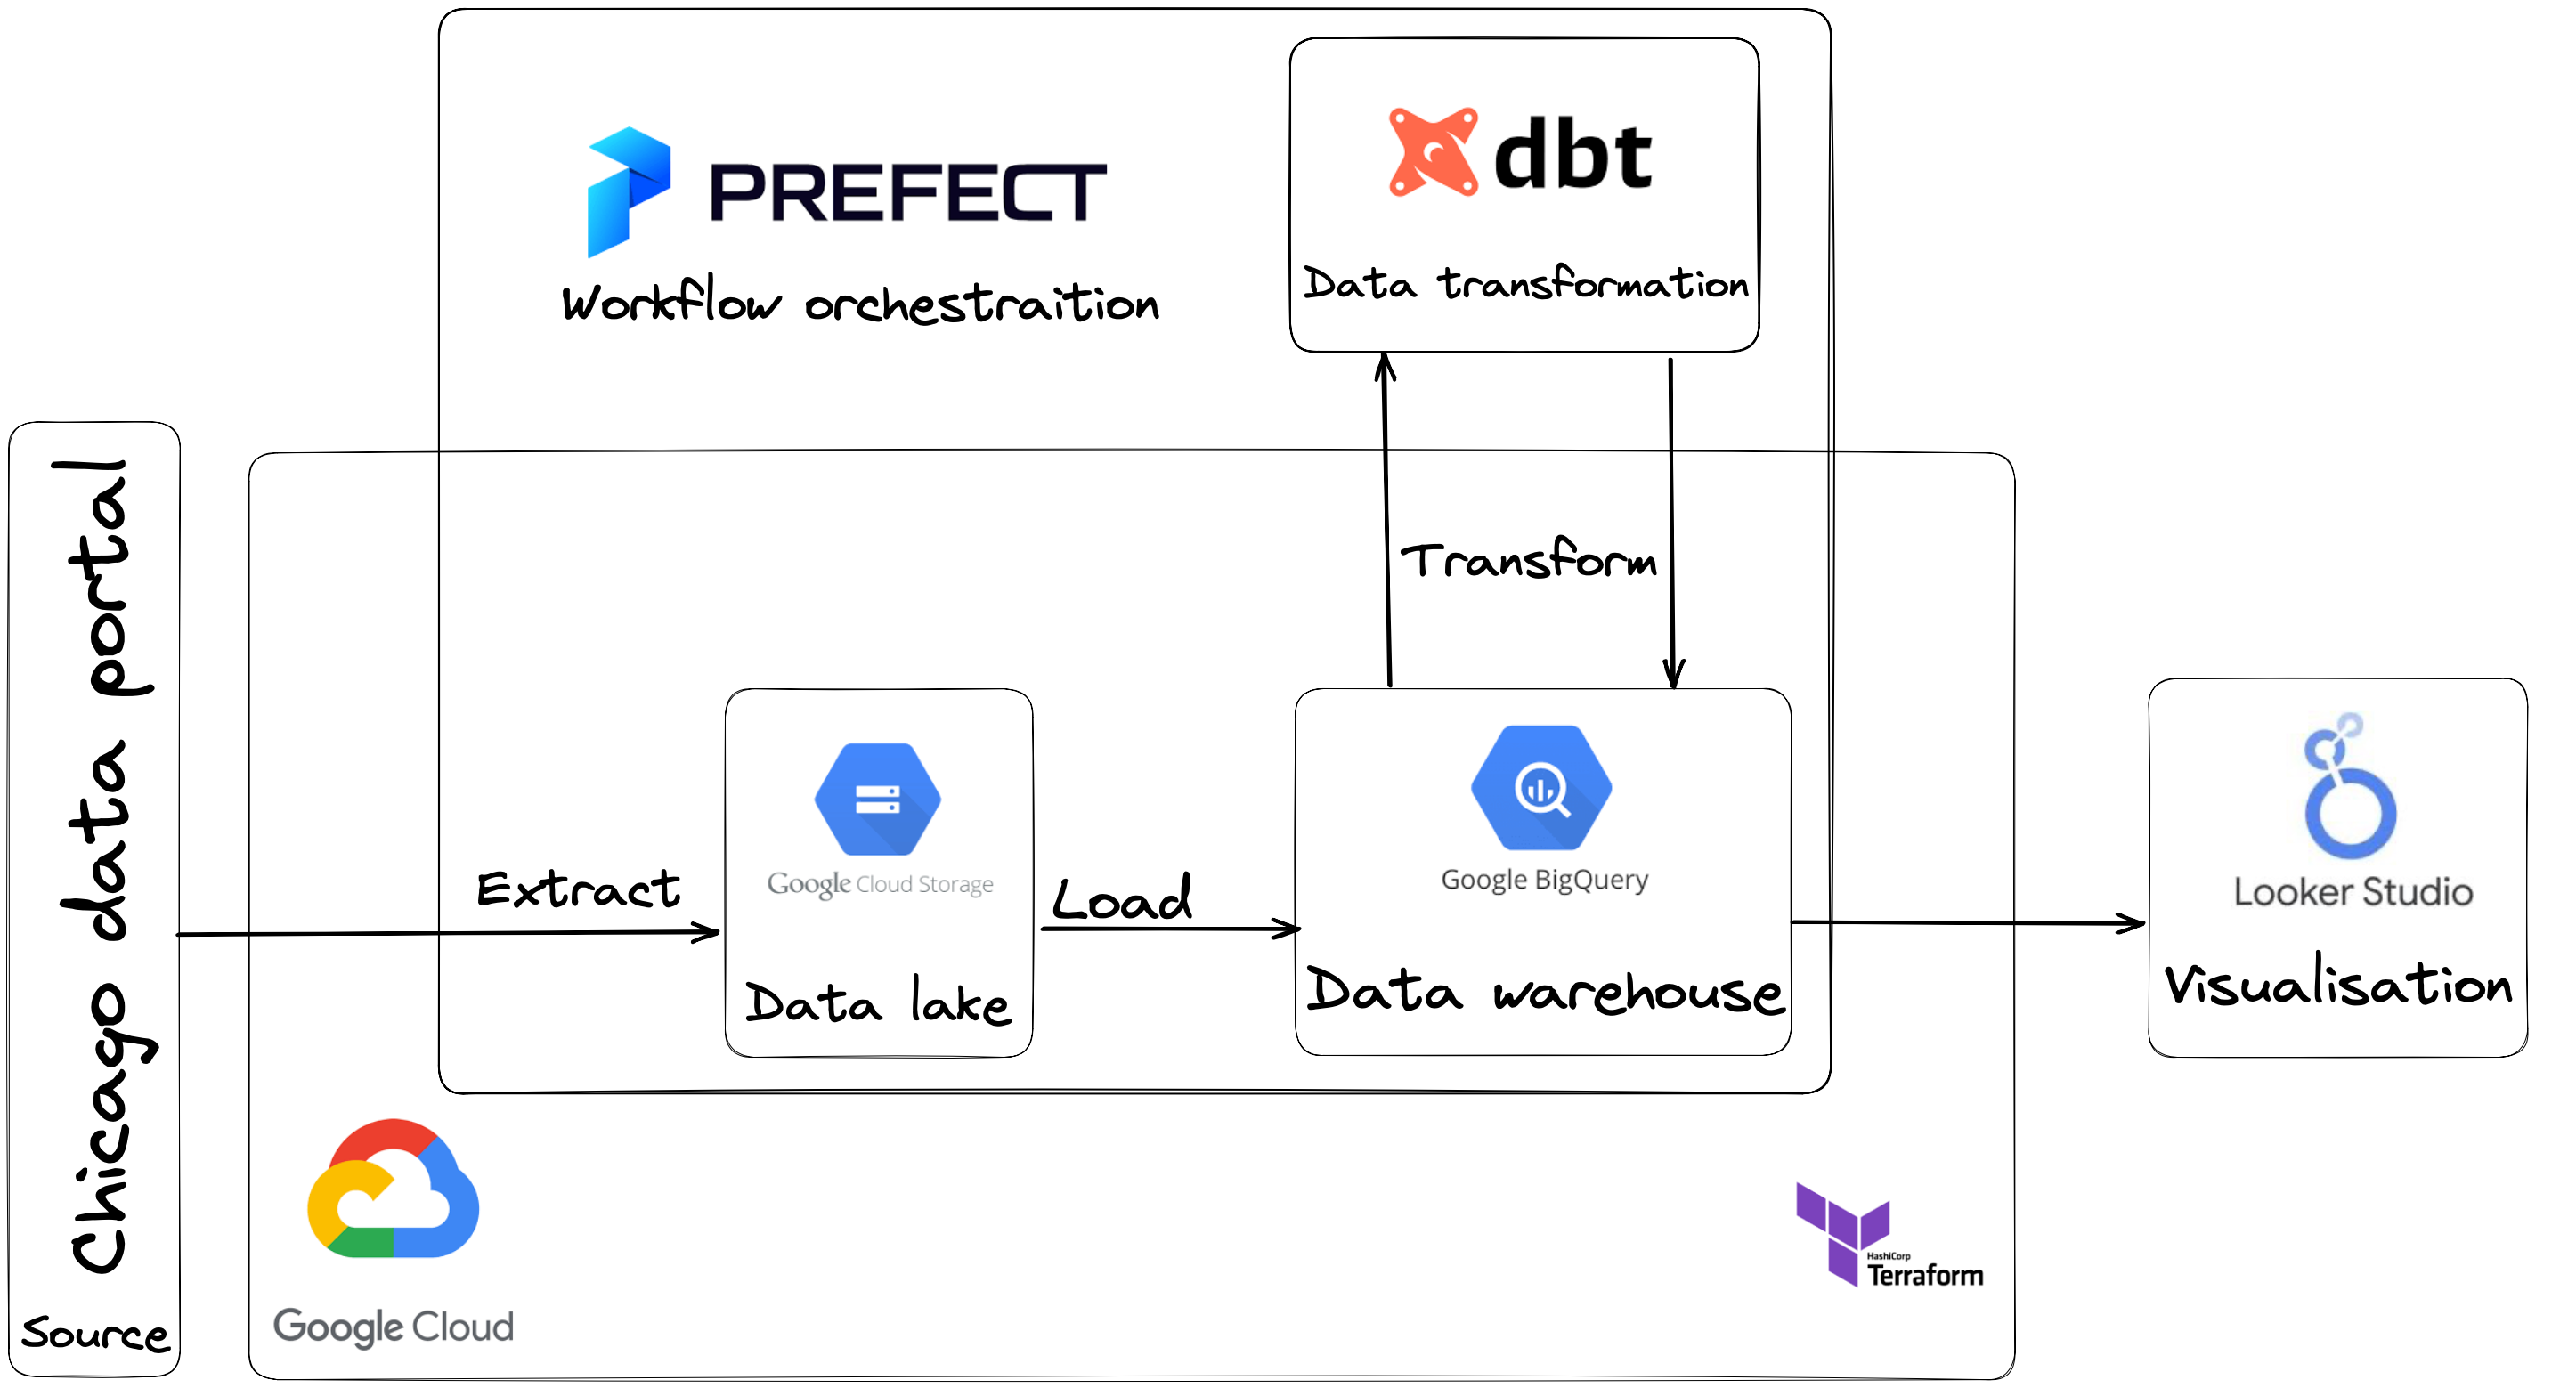 PREFECT
Workflow orchestraition
dbt
Data transformation
Chicago data portal
Source
Transform
Extract
Google Cloud Storage
Data lake
Load
Google BigQuery
Data warehouse
Looker Studio
Visualisation
Google Cloud
HashiCorp
Terraform